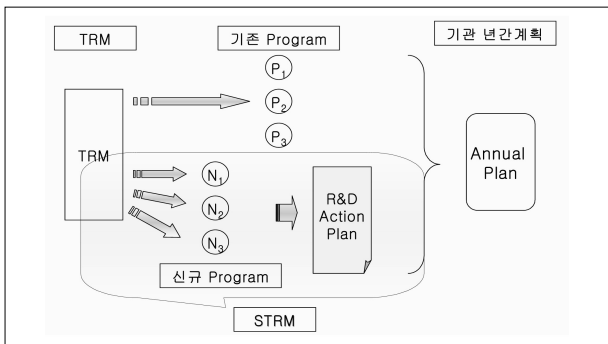 TRM
기존 Program
기관 년간계획
P1
P2
P3
TRM
N1
N2
N3
R&D
Action
Plan
Annual
Plan
신규 Program
STRM